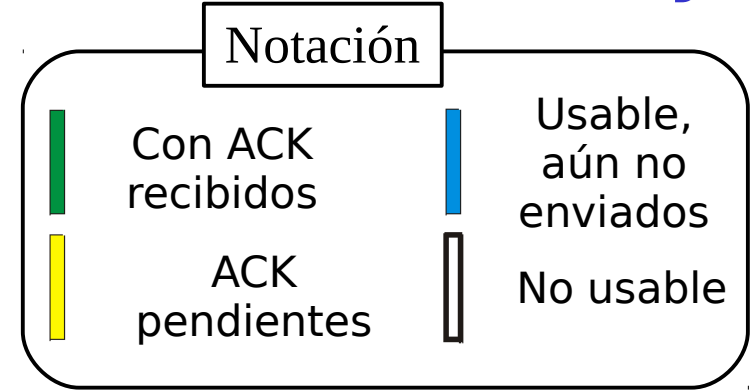 Notación
Con ACK
recibidos
Usable,
aún no
enviados
ACK
pendientes
No usable